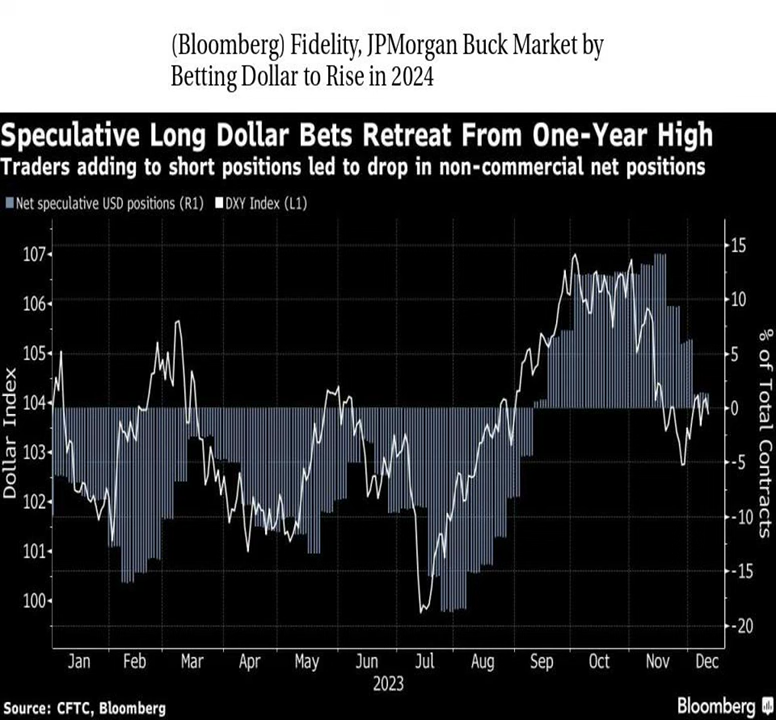 (Bloomberg) Fidelity, JPMorgan Buck Market by
Betting Dollar to Rise in 2024
Speculative Long Dollar Bets Retreat From One-Year High
Traders adding to short positions led to drop in non-commercial net positions
Net speculative USD positions (R1) DXY Index (L1)
107
106
105
104
103
102
101
100
Dollar Index
15
10
5
0
-5
-10
-15
-20
% of Total Contracts
Jan Feb Mar Apr May Jun Jul Aug Sep Oct Nov Dec
2023
Source: CFTC, Bloomberg
Bloomberg